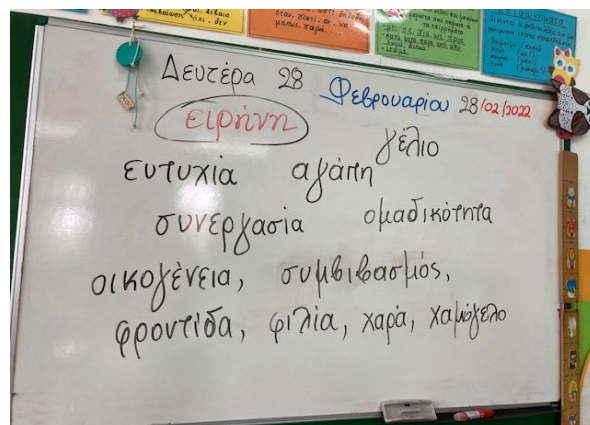 Δευτέρα 28 Φεβρουαρίου 28/02/2022
ειρήνη
γέλιο
ευτυχία αγάπη
συνεργασία ομαδικότητα
οικογένεια, συμβιβασμός,
φροντίδα, φιλία, χαρά, χαμόγελο